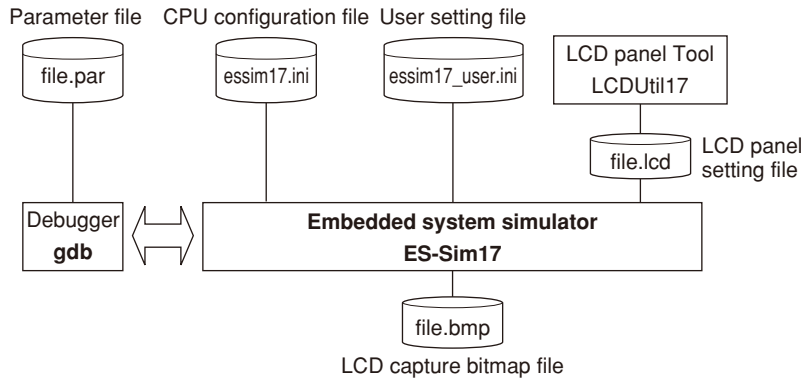 Parameter file
CPU configuration file
User setting file
file.par
essim17.ini
essim17_user.ini
LCD panel Tool
LCDUtil17
file.lcd
LCD panel
setting file
Debugger
gdb
Embedded system simulator
ES-Sim17
file.bmp
LCD capture bitmap file